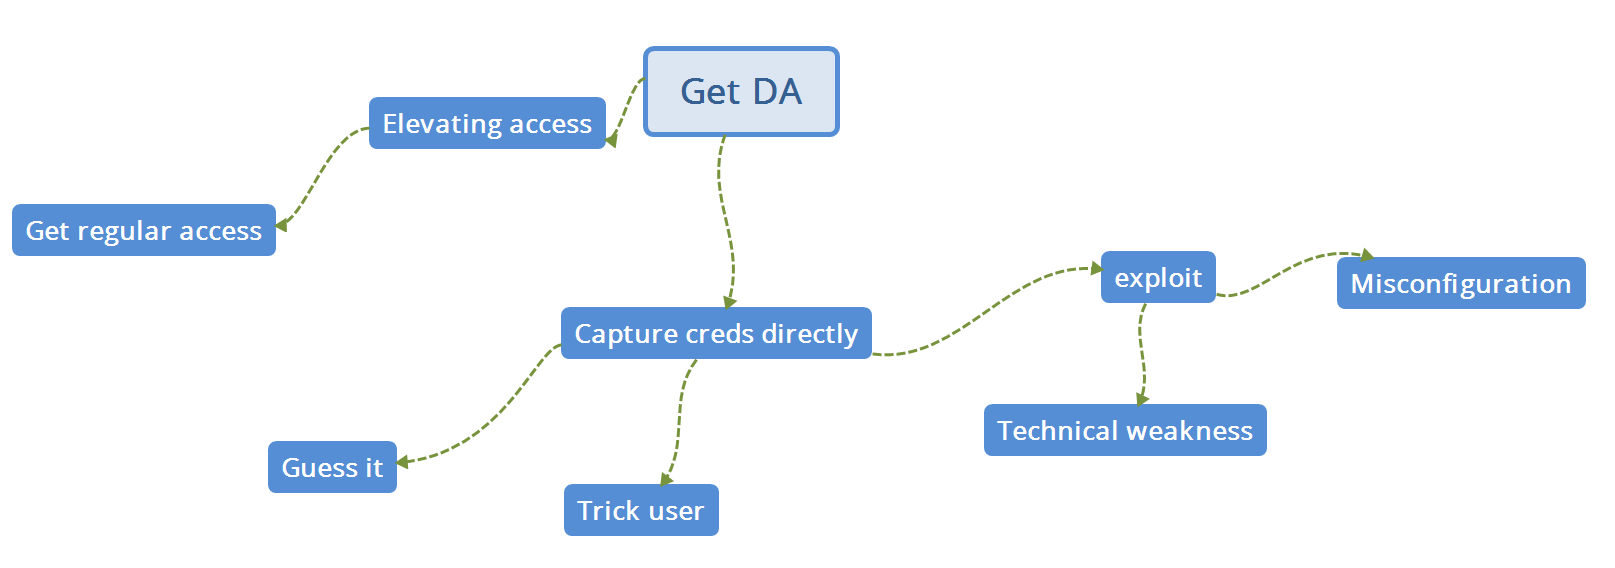 Get DA
Elevating access
Get regular access
exploit
Misconfiguration
Capture creds directly
Technical weakness
Guess it
Trick user